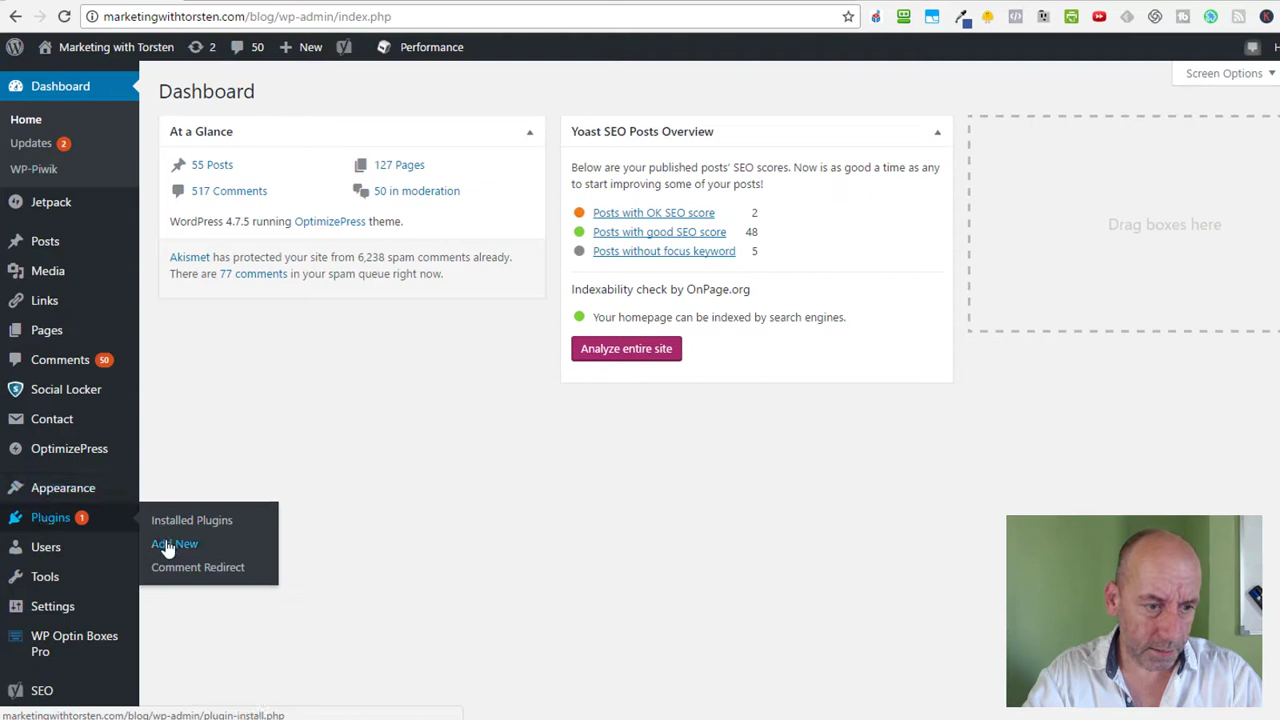 marketingwithtorsten.com/blog/wp-admin/index.php
Marketing with Torsten
2
50
New
Performance
Screen Options
Dashboard
Home
Updates 2
WP-Piwik
Jetpack
Posts
Media
Links
Pages
Comments 50
Social Locker
Contact
OptimizePress
Appearance
Plugins 1
Users
Tools
Settings
WP Optin Boxes
Pro
SEO
Installed Plugins
Add New
Comment Redirect
Dashboard
At a Glance
55 Posts
127 Pages
517 Comments
50 in moderation
WordPress 4.7.5 running OptimizePress theme.
Akismet has protected your site from 6,238 spam comments already.
There are 77 comments in your spam queue right now.
Yoast SEO Posts Overview
Below are your published posts' SEO scores. Now is as good a time as any
to start improving some of your posts!
Posts with OK SEO score 2
Posts with good SEO score 48
Posts without focus keyword 5
Indexability check by OnPage.org
Your homepage can be indexed by search engines.
Analyze entire site
Drag boxes here
marketingwithtorsten.com/blog/wp-admin/plugin-install.php